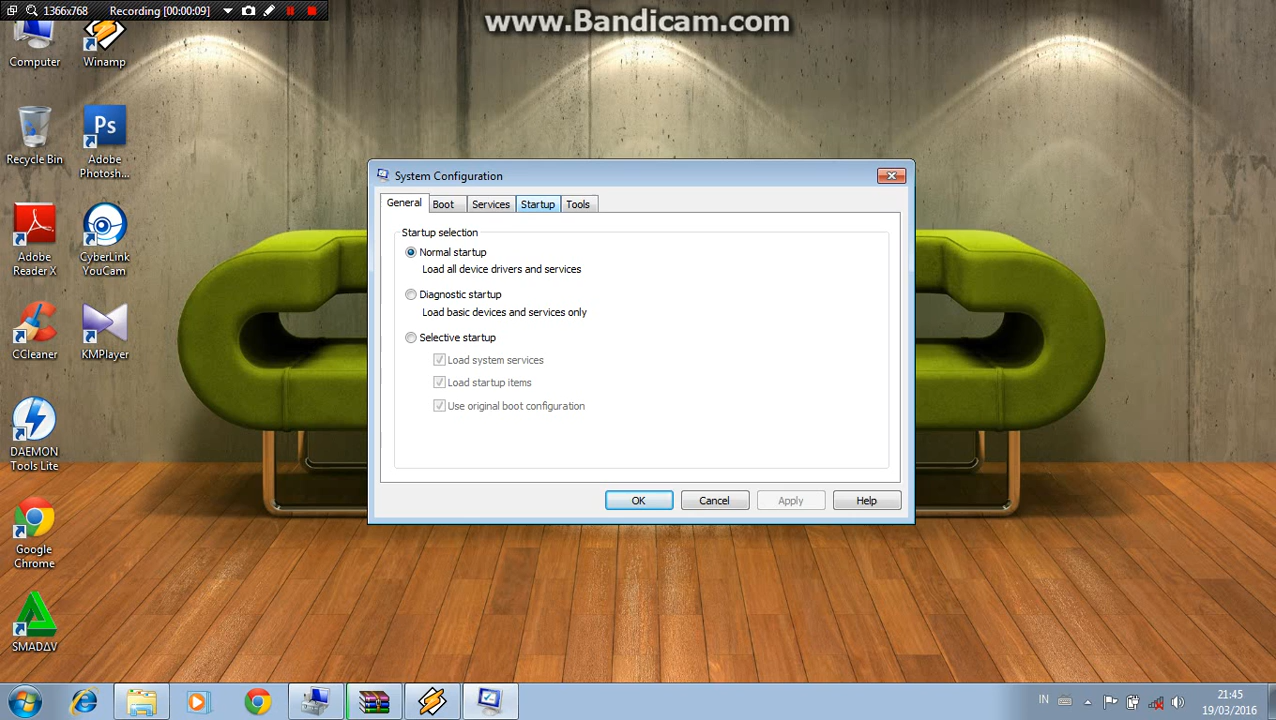 1366x768
Recording [00:00:09]
www.Bandicam.com
Computer
Winamp
Recycle Bin
Ps
Adobe
Photosh...
Adobe
Reader X
CyberLink
YouCam
CCleaner
KMPlayer
DAEMON
Tools Lite
Google
Chrome
SMADΔV
System Configuration
General
Boot
Services
Startup
Tools
Startup selection
Normal startup
Load all device drivers and services
Diagnostic startup
Load basic devices and services only
Selective startup
Load system services
Load startup items
Use original boot configuration
OK
Cancel
Apply
Help
IN
21:45
19/03/2016